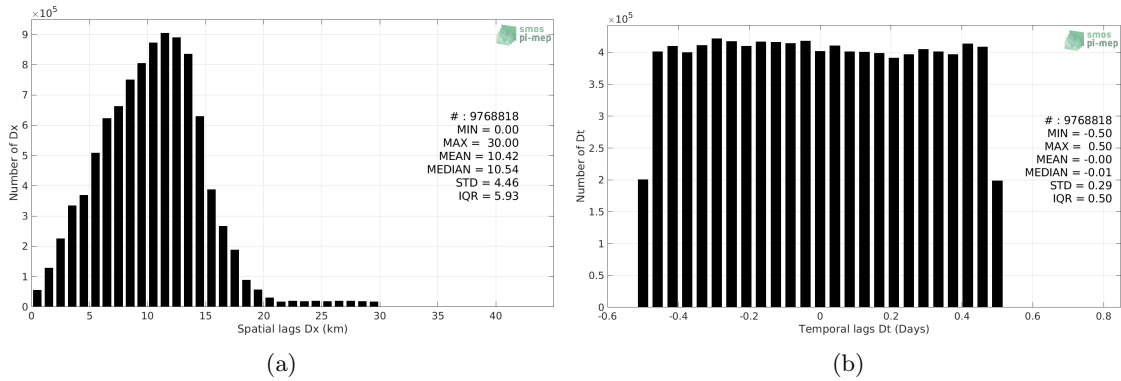 ×10⁵
smos
pi-mep
9
8
7
6
5
4
3
2
1
0
Number of Dx
# : 9768818
MIN = 0.00
MAX = 30.00
MEAN = 10.42
MEDIAN = 10.54
STD = 4.46
IQR = 5.93
0 5 10 15 20 25 30 35 40
Spatial lags Dx (km)
(a)
×10⁵
smos
pi-mep
4
3.5
3
2.5
2
1.5
1
0.5
0
Number of Dt
# : 9768818
MIN = -0.50
MAX = 0.50
MEAN = -0.00
MEDIAN = -0.01
STD = 0.29
IQR = 0.50
-0.6 -0.4 -0.2 0 0.2 0.4 0.6 0.8
Temporal lags Dt (Days)
(b)